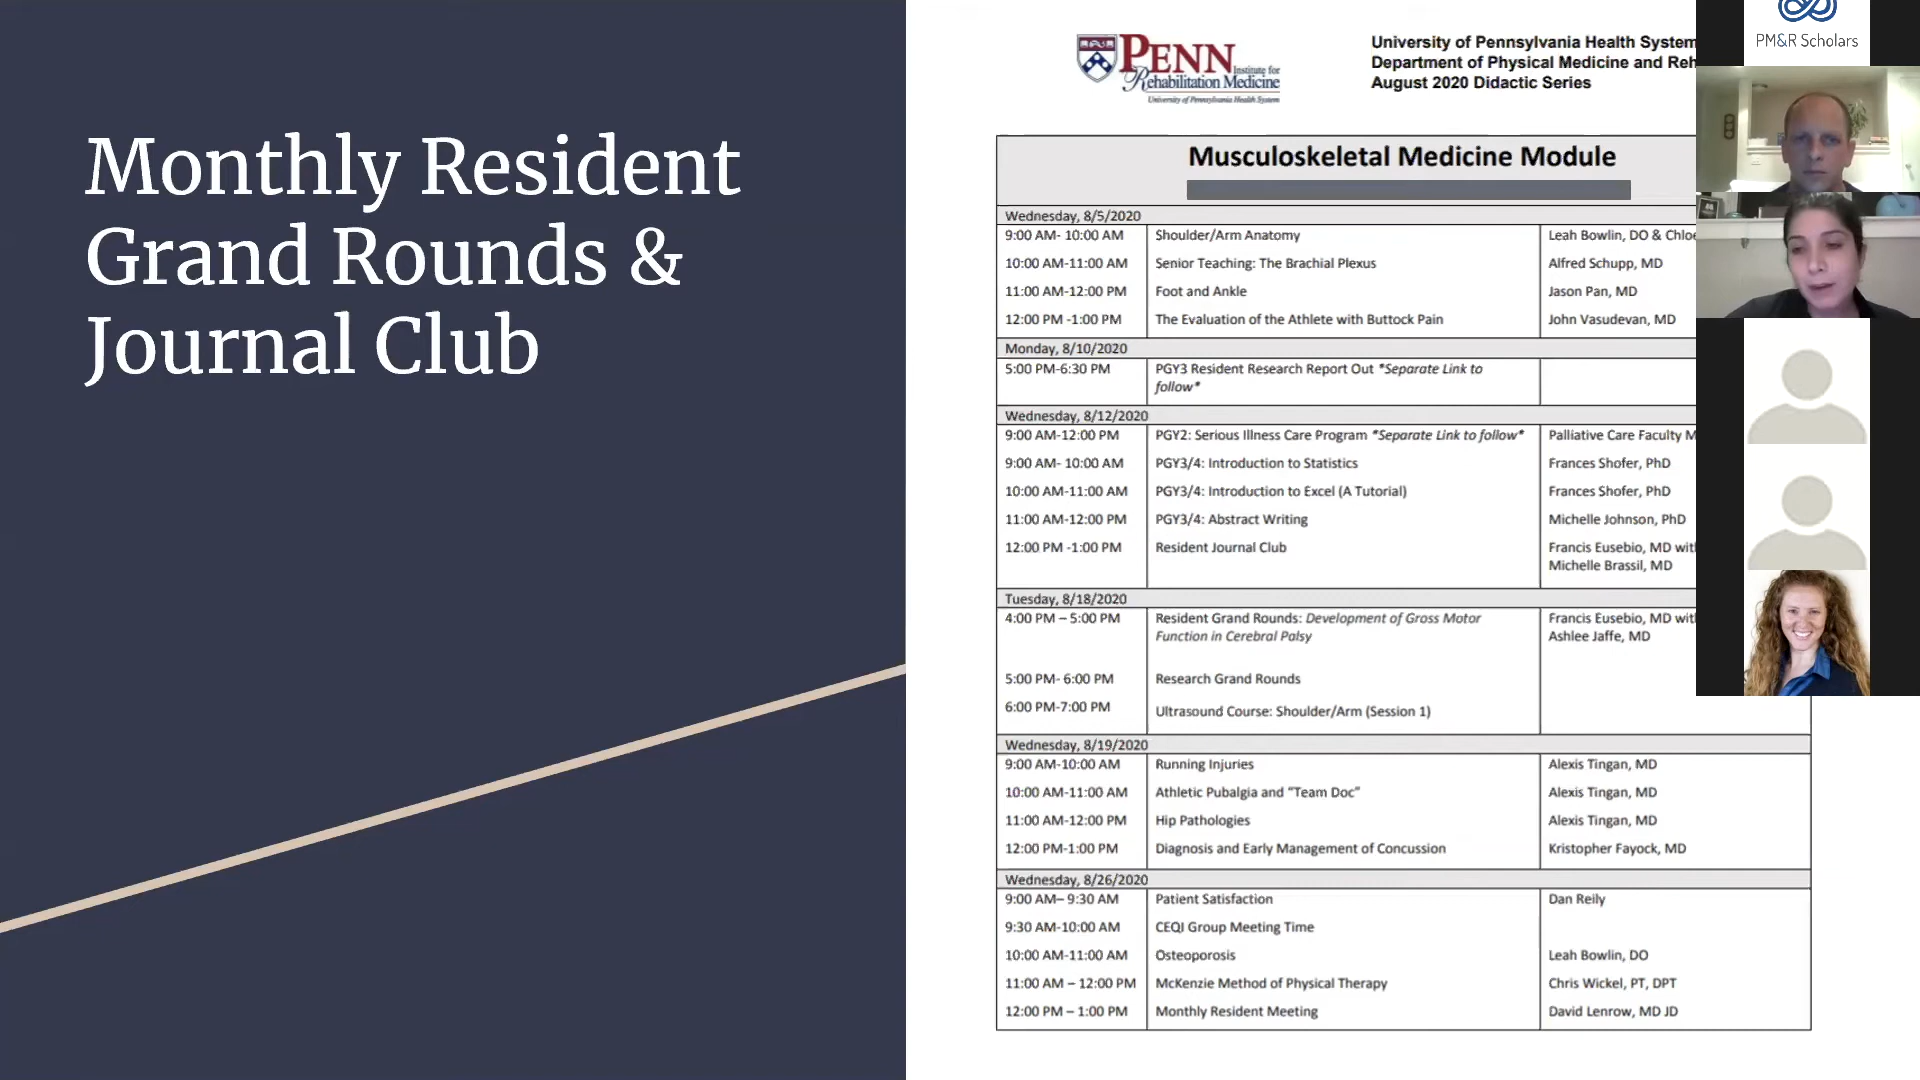 Monthly Resident
Grand Rounds &
Journal Club
PENN
Institute for
Rehabilitation Medicine
University of Pennsylvania Health System
University of Pennsylvania Health System
Department of Physical Medicine and Reh
August 2020 Didactic Series
Musculoskeletal Medicine Module
Wednesday, 8/5/2020
9:00 AM- 10:00 AM Shoulder/Arm Anatomy Leah Bowlin, DO & Chloe
10:00 AM-11:00 AM Senior Teaching: The Brachial Plexus Alfred Schupp, MD
11:00 AM-12:00 PM Foot and Ankle Jason Pan, MD
12:00 PM -1:00 PM The Evaluation of the Athlete with Buttock Pain John Vasudevan, MD
Monday, 8/10/2020
5:00 PM-6:30 PM PGY3 Resident Research Report Out *Separate Link to
follow*
Wednesday, 8/12/2020
9:00 AM-12:00 PM PGY2: Serious Illness Care Program *Separate Link to follow* Palliative Care Faculty M
9:00 AM- 10:00 AM PGY3/4: Introduction to Statistics Frances Shofer, PhD
10:00 AM-11:00 AM PGY3/4: Introduction to Excel (A Tutorial) Frances Shofer, PhD
11:00 AM-12:00 PM PGY3/4: Abstract Writing Michelle Johnson, PhD
12:00 PM -1:00 PM Resident Journal Club Francis Eusebio, MD with
Michelle Brassil, MD
Tuesday, 8/18/2020
4:00 PM – 5:00 PM Resident Grand Rounds: Development of Gross Motor Francis Eusebio, MD with
Function in Cerebral Palsy Ashlee Jaffe, MD
5:00 PM- 6:00 PM Research Grand Rounds
6:00 PM-7:00 PM Ultrasound Course: Shoulder/Arm (Session 1)
Wednesday, 8/19/2020
9:00 AM-10:00 AM Running Injuries Alexis Tingan, MD
10:00 AM-11:00 AM Athletic Pubalgia and “Team Doc” Alexis Tingan, MD
11:00 AM-12:00 PM Hip Pathologies Alexis Tingan, MD
12:00 PM-1:00 PM Diagnosis and Early Management of Concussion Kristopher Fayock, MD
Wednesday, 8/26/2020
9:00 AM– 9:30 AM Patient Satisfaction Dan Reily
9:30 AM-10:00 AM CEQI Group Meeting Time
10:00 AM-11:00 AM Osteoporosis Leah Bowlin, DO
11:00 AM – 12:00 PM McKenzie Method of Physical Therapy Chris Wickel, PT, DPT
12:00 PM – 1:00 PM Monthly Resident Meeting David Lenrow, MD JD
PM&R Scholars